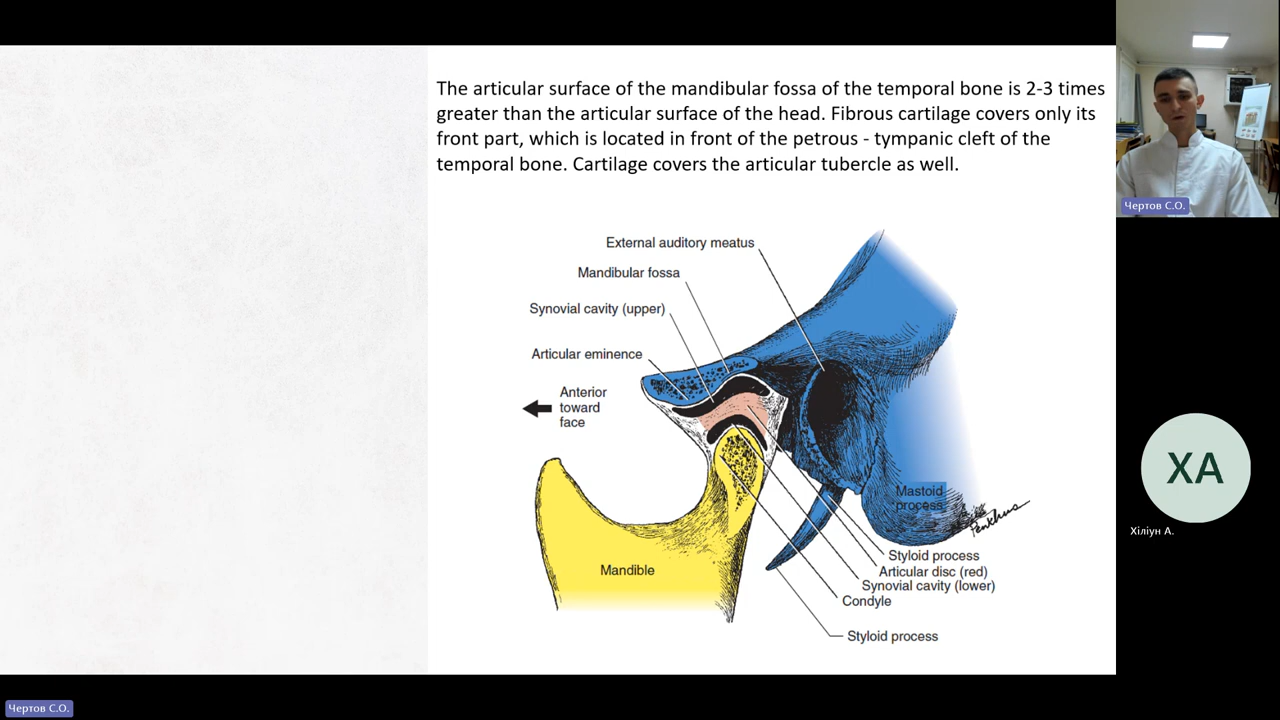 The articular surface of the mandibular fossa of the temporal bone is 2-3 times
greater than the articular surface of the head. Fibrous cartilage covers only its
front part, which is located in front of the petrous - tympanic cleft of the
temporal bone. Cartilage covers the articular tubercle as well.
External auditory meatus
Mandibular fossa
Synovial cavity (upper)
Articular eminence
Anterior
toward
face
Mastoid
process
Penkhus
Styloid process
Articular disc (red)
Synovial cavity (lower)
Condyle
Styloid process
Mandible
Чертов С.О.
ХА
Хіліун А.
Чертов С.О.